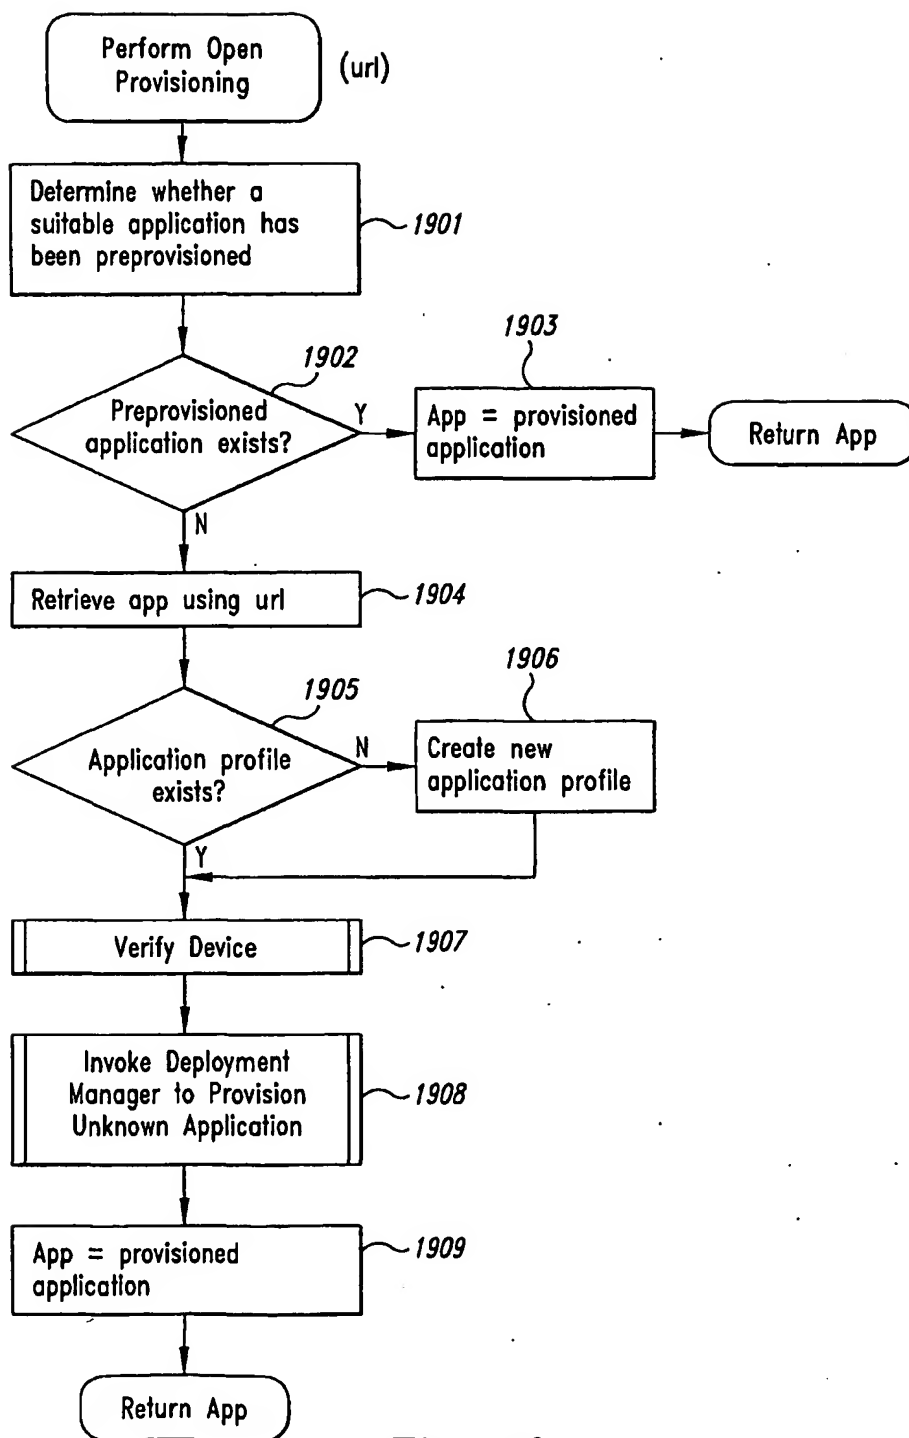 Perform Open
Provisioning
(url)
Determine whether a
suitable application has
been preprovisioned
1901
1902
Preprovisioned
application exists?
Y
1903
App = provisioned
application
Return App
N
Retrieve app using url
1904
1905
Application profile
exists?
N
1906
Create new
application profile
Y
Verify Device
1907
Invoke Deployment
Manager to Provision
Unknown Application
1908
App = provisioned
application
1909
Return App